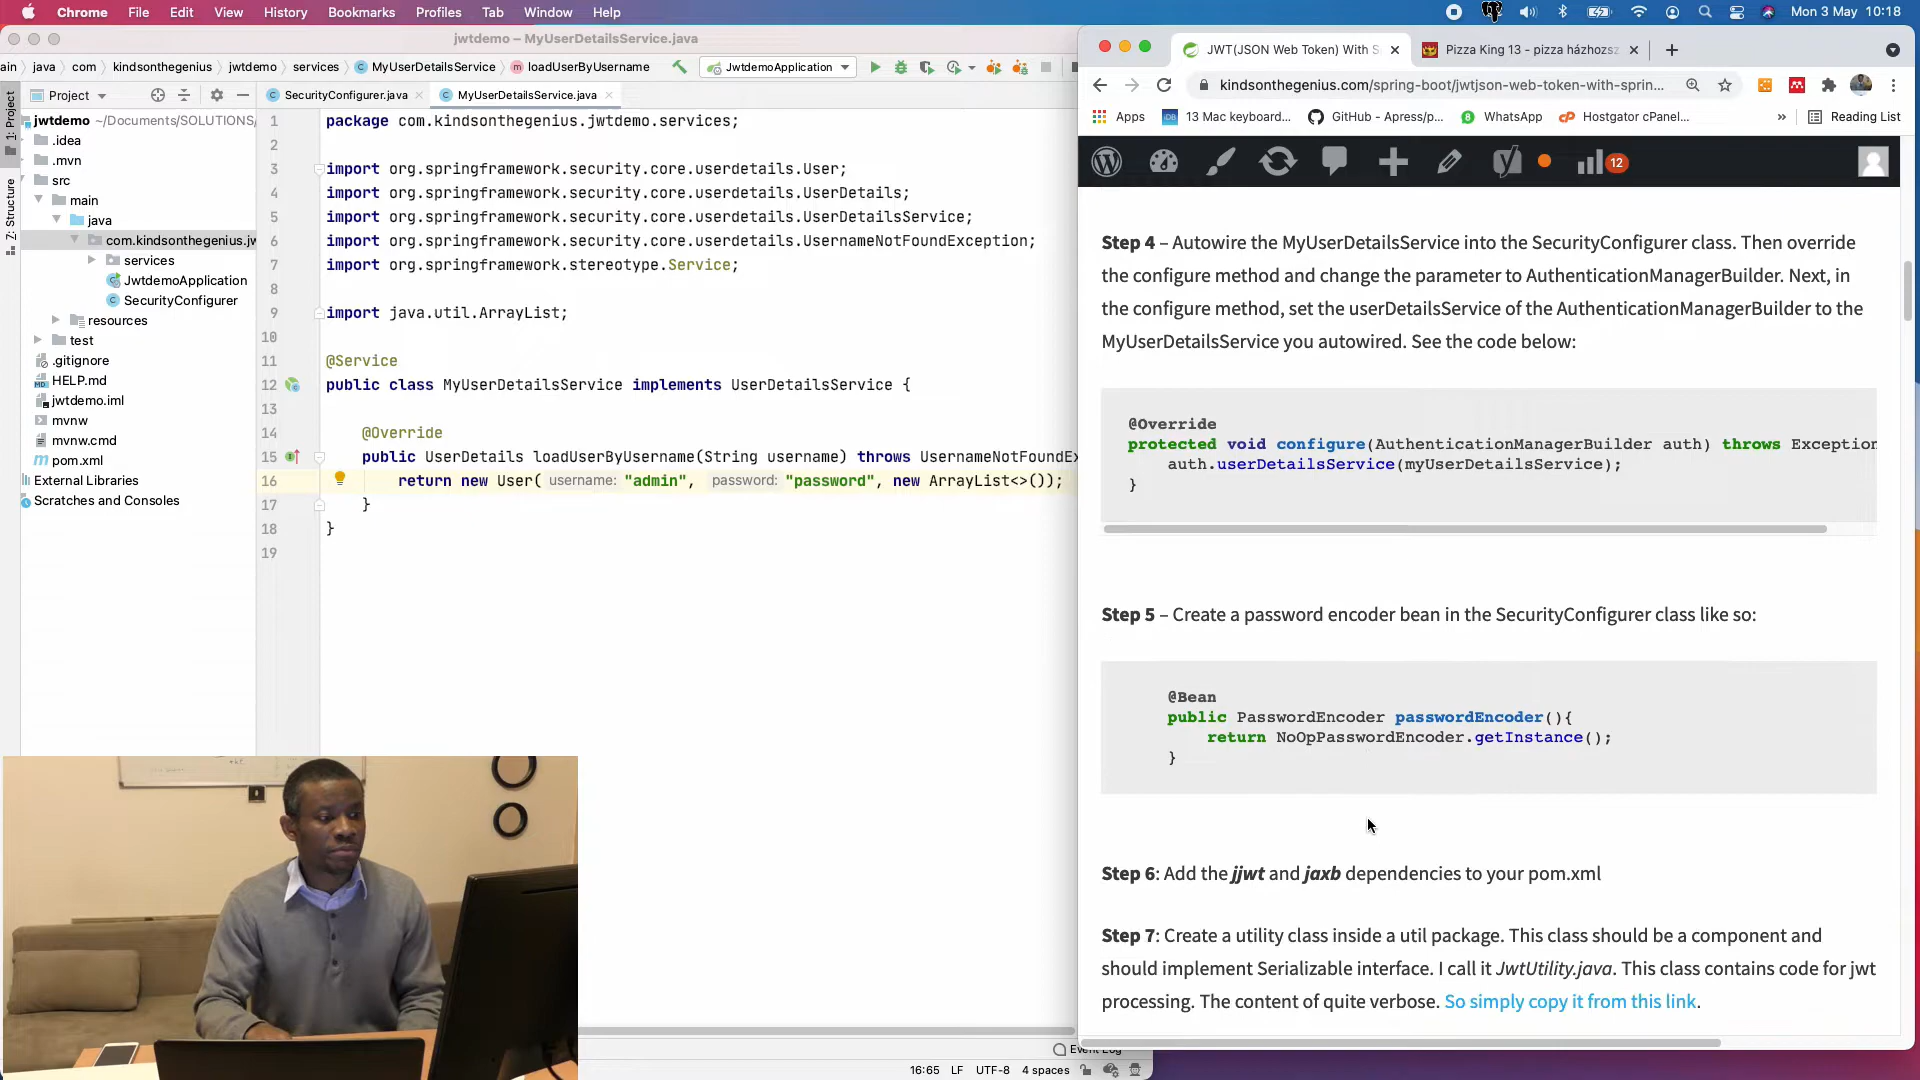 Chrome File Edit View History Bookmarks Profiles Tab Window Help Mon 3 May 10:18
jwtdemo – MyUserDetailsService.java
ain java com kindsonthegenius jwtdemo services MyUserDetailsService loadUserByUsername JwtdemoApplication
Project SecurityConfigurer.java MyUserDetailsService.java
1: Project
Z: Structure
jwtdemo ~/Documents/SOLUTIONS/
.idea
.mvn
src
main
java
com.kindsonthegenius.jw
services
JwtdemoApplication
SecurityConfigurer
resources
test
.gitignore
HELP.md
jwtdemo.iml
mvnw
mvnw.cmd
pom.xml
External Libraries
Scratches and Consoles
1 package com.kindsonthegenius.jwtdemo.services;
2
3 import org.springframework.security.core.userdetails.User;
4 import org.springframework.security.core.userdetails.UserDetails;
5 import org.springframework.security.core.userdetails.UserDetailsService;
6 import org.springframework.security.core.userdetails.UsernameNotFoundException;
7 import org.springframework.stereotype.Service;
8
9 import java.util.ArrayList;
10
11 @Service
12 public class MyUserDetailsService implements UserDetailsService {
13
14 @Override
15 public UserDetails loadUserByUsername(String username) throws UsernameNotFoundEx
16 return new User( username: "admin", password: "password", new ArrayList<>());
17 }
18 }
19
Event Log
16:65 LF UTF-8 4 spaces
JWT(JSON Web Token) With S Pizza King 13 - pizza házhozsz
kindsonthegenius.com/spring-boot/jwtjson-web-token-with-sprin...
Apps 13 Mac keyboard... GitHub - Apress/p... WhatsApp Hostgator cPanel... » Reading List
12
Step 4 – Autowire the MyUserDetailsService into the SecurityConfigurer class. Then override
the configure method and change the parameter to AuthenticationManagerBuilder. Next, in
the configure method, set the userDetailsService of the AuthenticationManagerBuilder to the
MyUserDetailsService you autowired. See the code below:
@Override
protected void configure(AuthenticationManagerBuilder auth) throws Exception
auth.userDetailsService(myUserDetailsService);
}
Step 5 – Create a password encoder bean in the SecurityConfigurer class like so:
@Bean
public PasswordEncoder passwordEncoder(){
return NoOpPasswordEncoder.getInstance();
}
Step 6: Add the jjwt and jaxb dependencies to your pom.xml
Step 7: Create a utility class inside a util package. This class should be a component and
should implement Serializable interface. I call it JwtUtility.java. This class contains code for jwt
processing. The content of quite verbose. So simply copy it from this link.